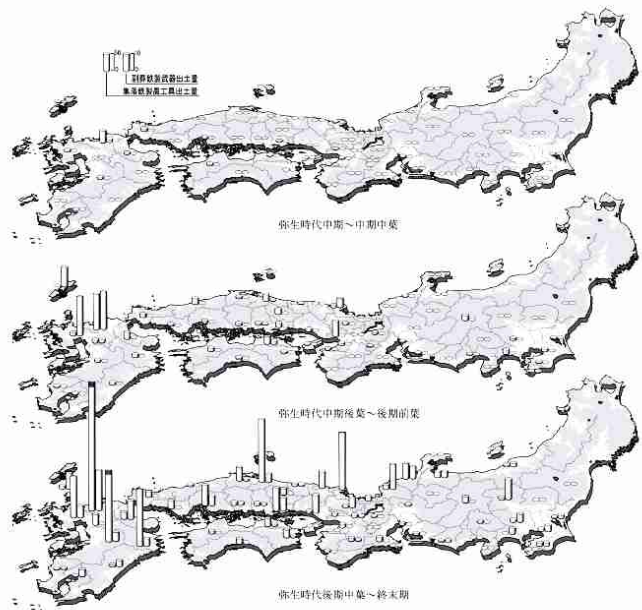 副葬鉄製武器出土量
集落鉄製農工具出土量
弥生時代中期～中期中葉
弥生時代中期後葉～後期前葉
弥生時代後期中葉～終末期